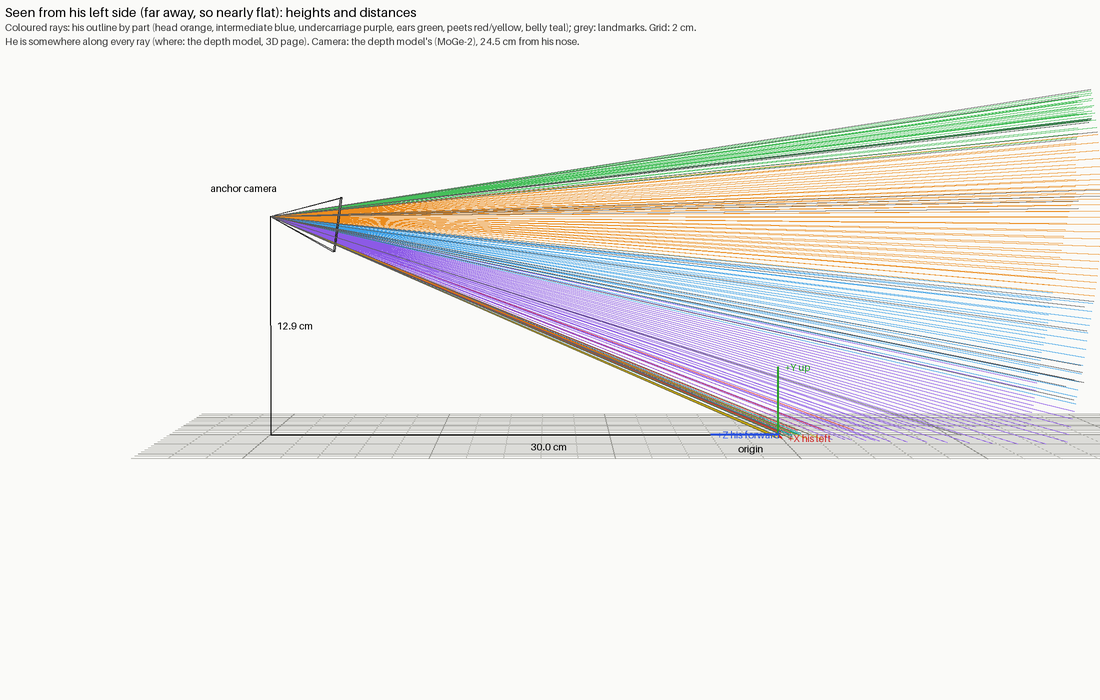 Seen from his left side (far away, so nearly flat): heights and distances
Coloured rays: his outline by part (head orange, intermediate blue, undercarriage purple, ears green, peets red/yellow, belly teal); grey: landmarks. Grid: 2 cm.
He is somewhere along every ray (where: the depth model, 3D page). Camera: the depth model's (MoGe-2), 24.5 cm from his nose.
anchor camera
12.9 cm
+Y up
+Z his forward
+X his left
30.0 cm
origin